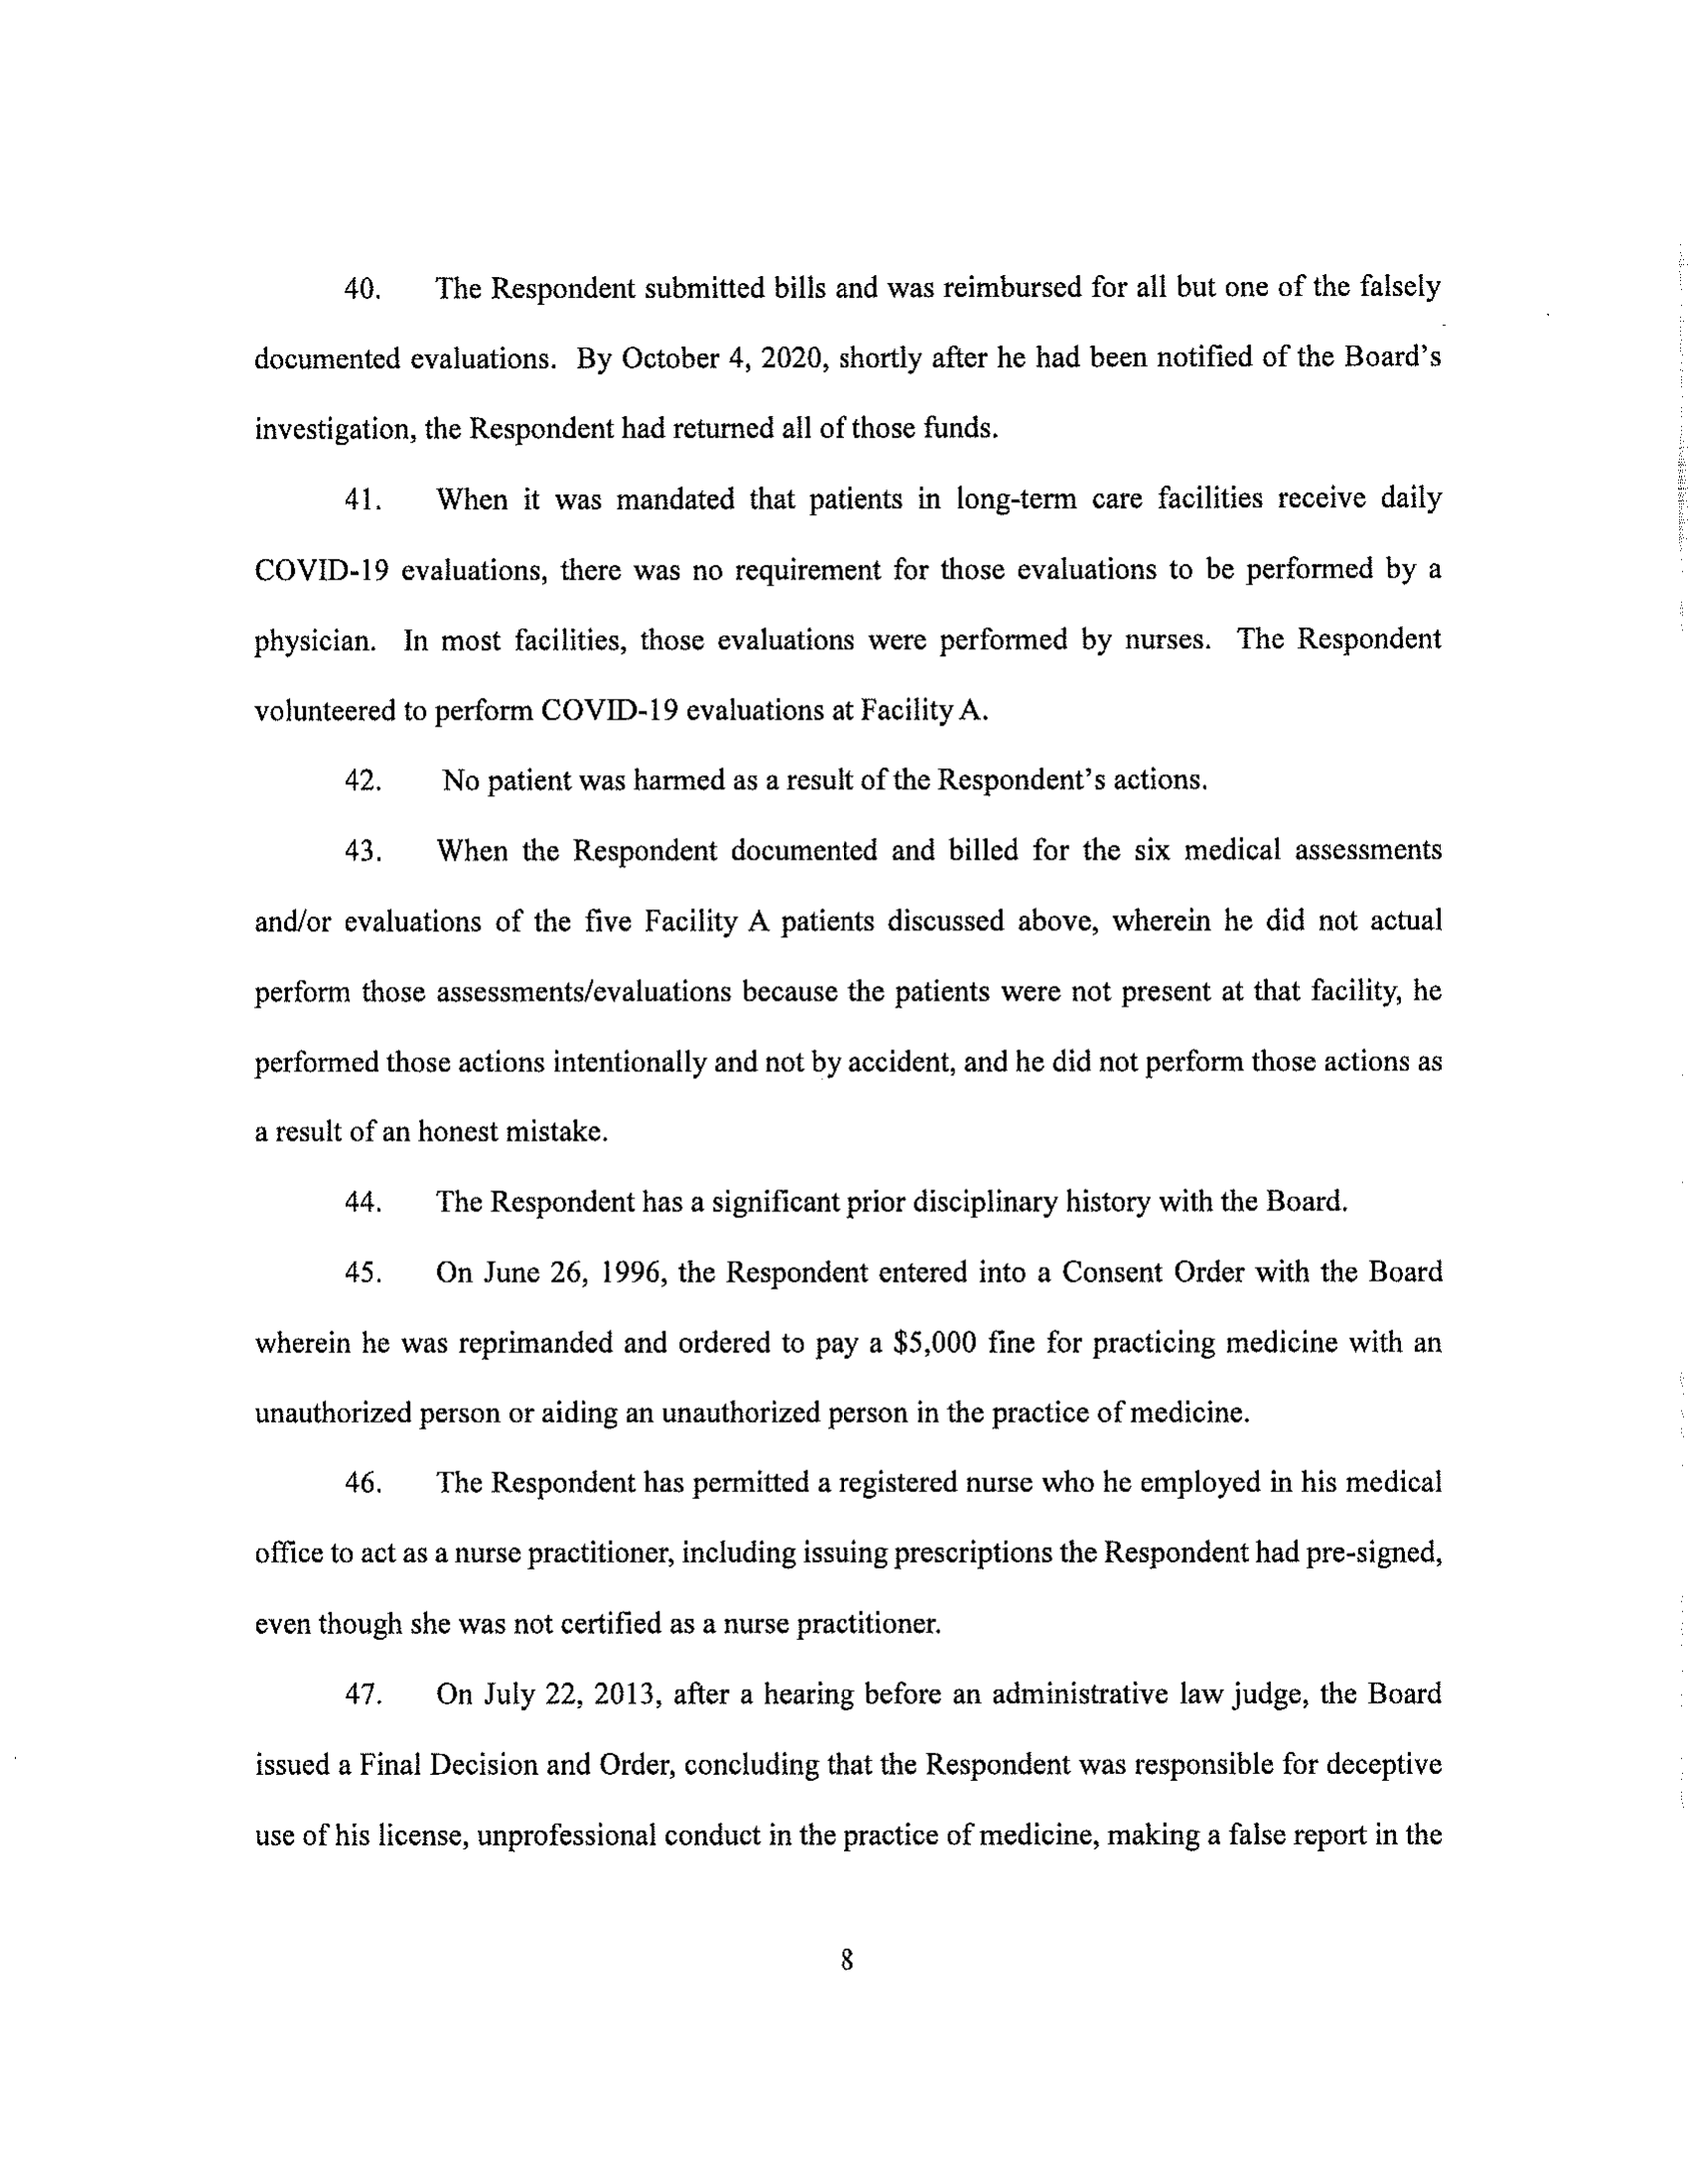 40. The Respondent submitted bills and was reimbursed for all but one of the falsely
documented evaluations. By October 4, 2020, shortly after he had been notified of the Board's
investigation, the Respondent had returned all of those funds.
41. When it was mandated that patients in long-term care facilities receive daily
COVID-19 evaluations, there was no requirement for those evaluations to be performed by a
physician. In most facilities, those evaluations were performed by nurses. The Respondent
volunteered to perform COVID-19 evaluations at Facility A.
42. No patient was harmed as a result of the Respondent's actions.
43. When the Respondent documented and billed for the six medical assessments
and/or evaluations of the five Facility A patients discussed above, wherein he did not actual
perform those assessments/evaluations because the patients were not present at that facility, he
performed those actions intentionally and not by accident, and he did not perform those actions as
a result of an honest mistake.
44. The Respondent has a significant prior disciplinary history with the Board.
45. On June 26, 1996, the Respondent entered into a Consent Order with the Board
wherein he was reprimanded and ordered to pay a $5,000 fine for practicing medicine with an
unauthorized person or aiding an unauthorized person in the practice of medicine.
46. The Respondent has permitted a registered nurse who he employed in his medical
office to act as a nurse practitioner, including issuing prescriptions the Respondent had pre-signed,
even though she was not certified as a nurse practitioner.
47. On July 22, 2013, after a hearing before an administrative law judge, the Board
issued a Final Decision and Order, concluding that the Respondent was responsible for deceptive
use of his license, unprofessional conduct in the practice of medicine, making a false report in the
8